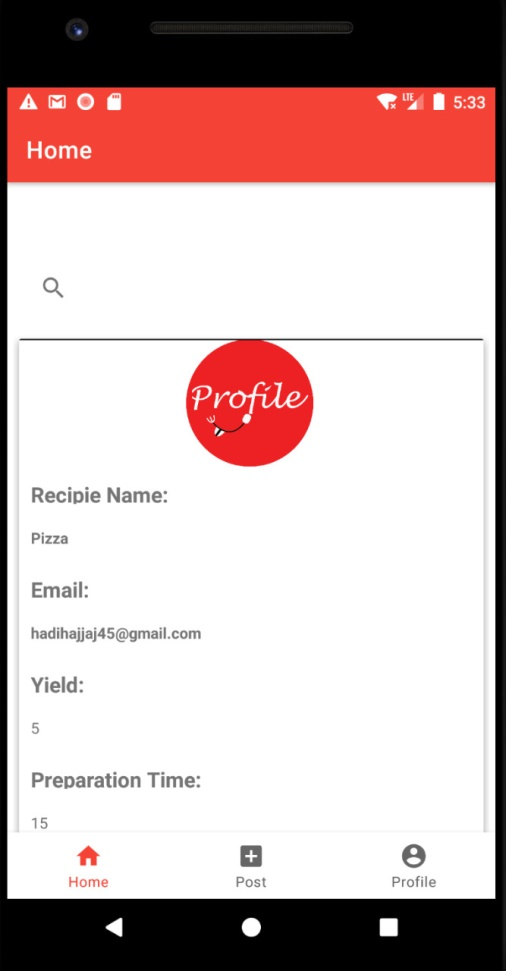 LTE 5:33
Home
Profile
Recipie Name:
Pizza
Email:
hadihajjaj45@gmail.com
Yield:
5
Preparation Time:
15
Home Post Profile